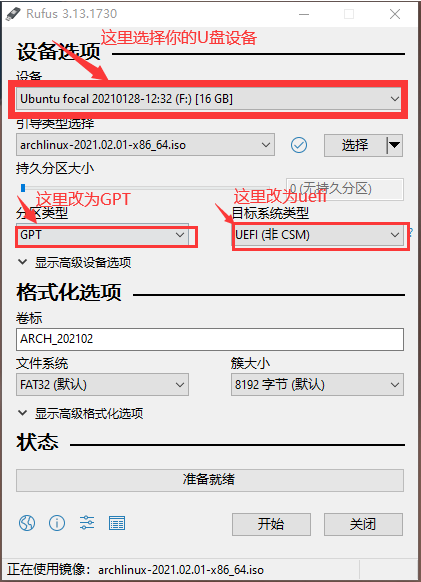 Rufus 3.13.1730
这里选择你的U盘设备
设备选项
设备
Ubuntu focal 20210128-12:32 (F:) [16 GB]
引导类型选择
archlinux-2021.02.01-x86_64.iso
选择
持久分区大小
0 (无持久分区)
这里改为GPT
这里改为uefi
分区类型
目标系统类型
GPT
UEFI (非 CSM)
?
显示高级设备选项
格式化选项
卷标
ARCH_202102
文件系统
簇大小
FAT32 (默认)
8192 字节 (默认)
显示高级格式化选项
状态
准备就绪
开始
关闭
正在使用镜像：archlinux-2021.02.01-x86_64.iso